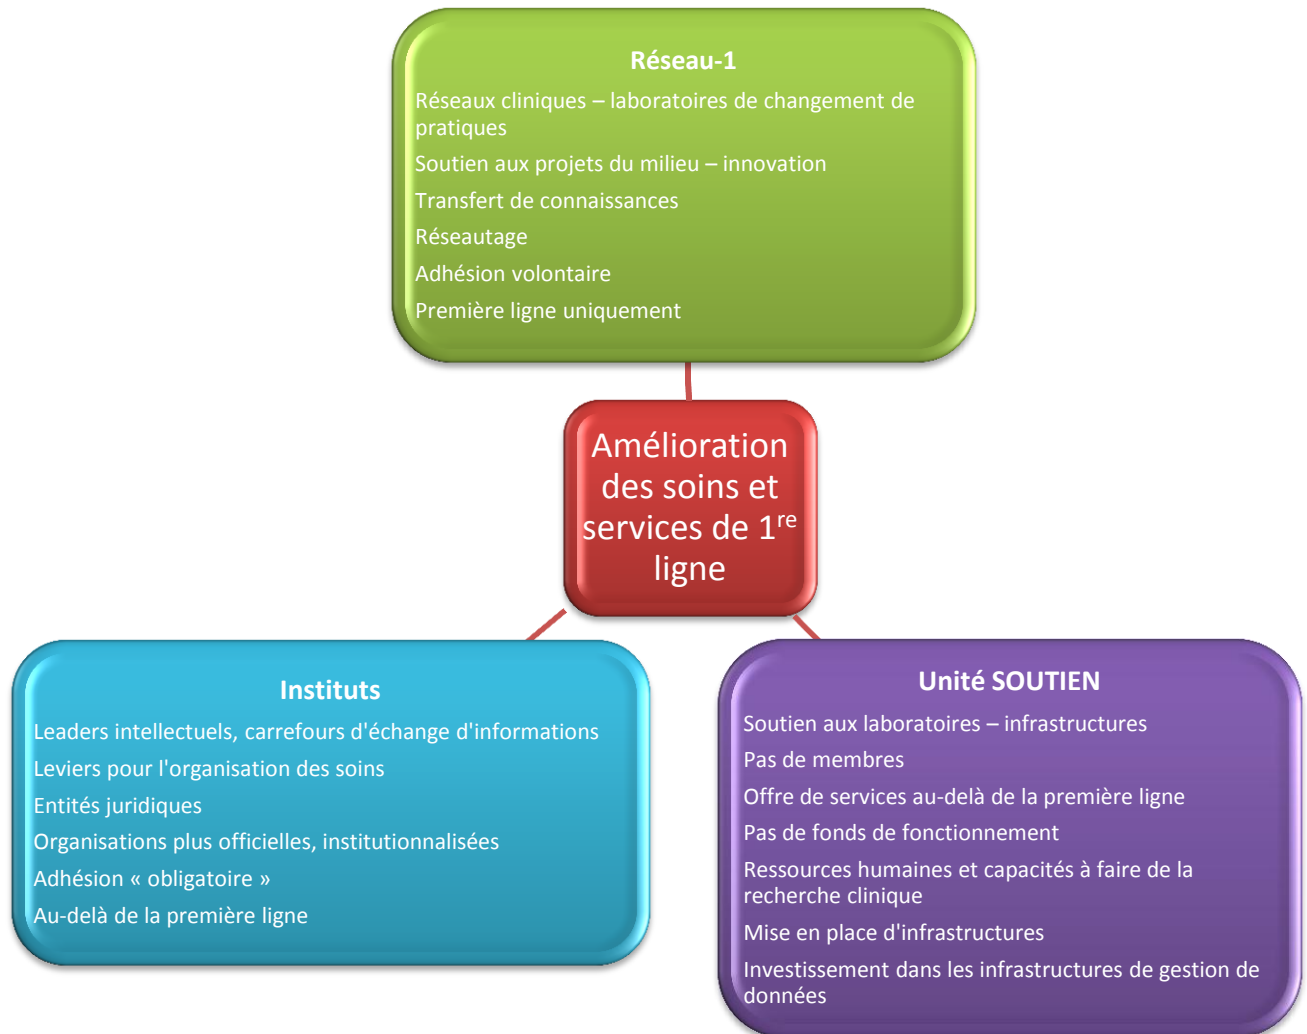 Réseau-1
Réseaux cliniques – laboratoires de changement de
pratiques
Soutien aux projets du milieu – innovation
Transfert de connaissances
Réseautage
Adhésion volontaire
Première ligne uniquement
Amélioration
des soins et
services de 1re
ligne
Instituts
Leaders intellectuels, carrefours d'échange d'informations
Leviers pour l'organisation des soins
Entités juridiques
Organisations plus officielles, institutionnalisées
Adhésion « obligatoire »
Au-delà de la première ligne
Unité SOUTIEN
Soutien aux laboratoires – infrastructures
Pas de membres
Offre de services au-delà de la première ligne
Pas de fonds de fonctionnement
Ressources humaines et capacités à faire de la
recherche clinique
Mise en place d'infrastructures
Investissement dans les infrastructures de gestion de
données